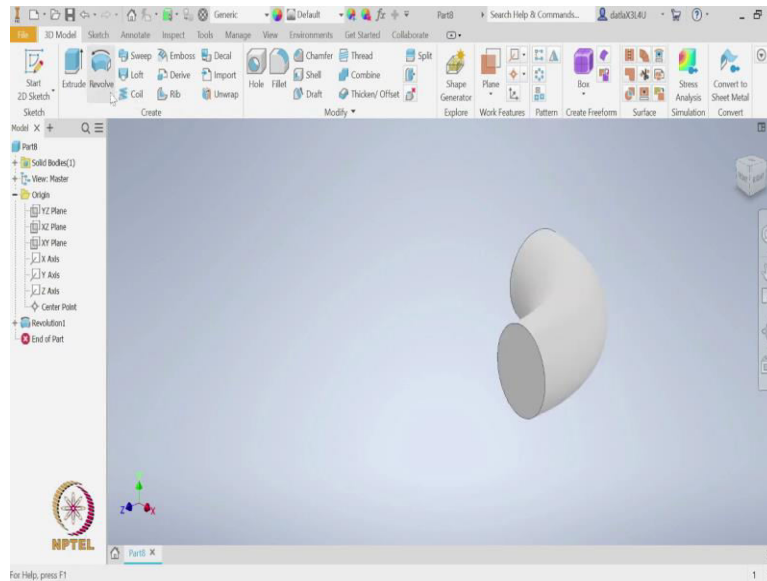 Generic Default fx Part8 Search Help & Commands... datlaX3L4U
File 3D Model Sketch Annotate Inspect Tools Manage View Environments Get Started Collaborate
Start 2D Sketch Extrude Revolve
Sweep Emboss Decal
Loft Derive Import
Coil Rib Unwrap
Hole Fillet
Chamfer Thread Split
Shell Combine
Draft Thicken/ Offset
Shape Generator
Plane
Box
Stress Analysis
Convert to Sheet Metal
Sketch Create Modify Explore Work Features Pattern Create Freeform Surface Simulation Convert
Model
Part8
Solid Bodies(1)
View: Master
Origin
YZ Plane
XZ Plane
XY Plane
X Axis
Y Axis
Z Axis
Center Point
Revolution1
End of Part
Z X
NPTEL
Part8
For Help, press F1
1